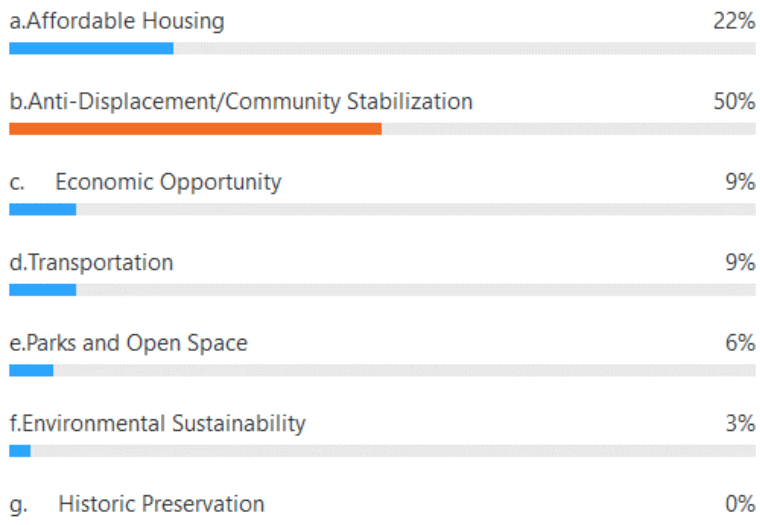 a.Affordable Housing 22%
b.Anti-Displacement/Community Stabilization 50%
c. Economic Opportunity 9%
d.Transportation 9%
e.Parks and Open Space 6%
f.Environmental Sustainability 3%
g. Historic Preservation 0%